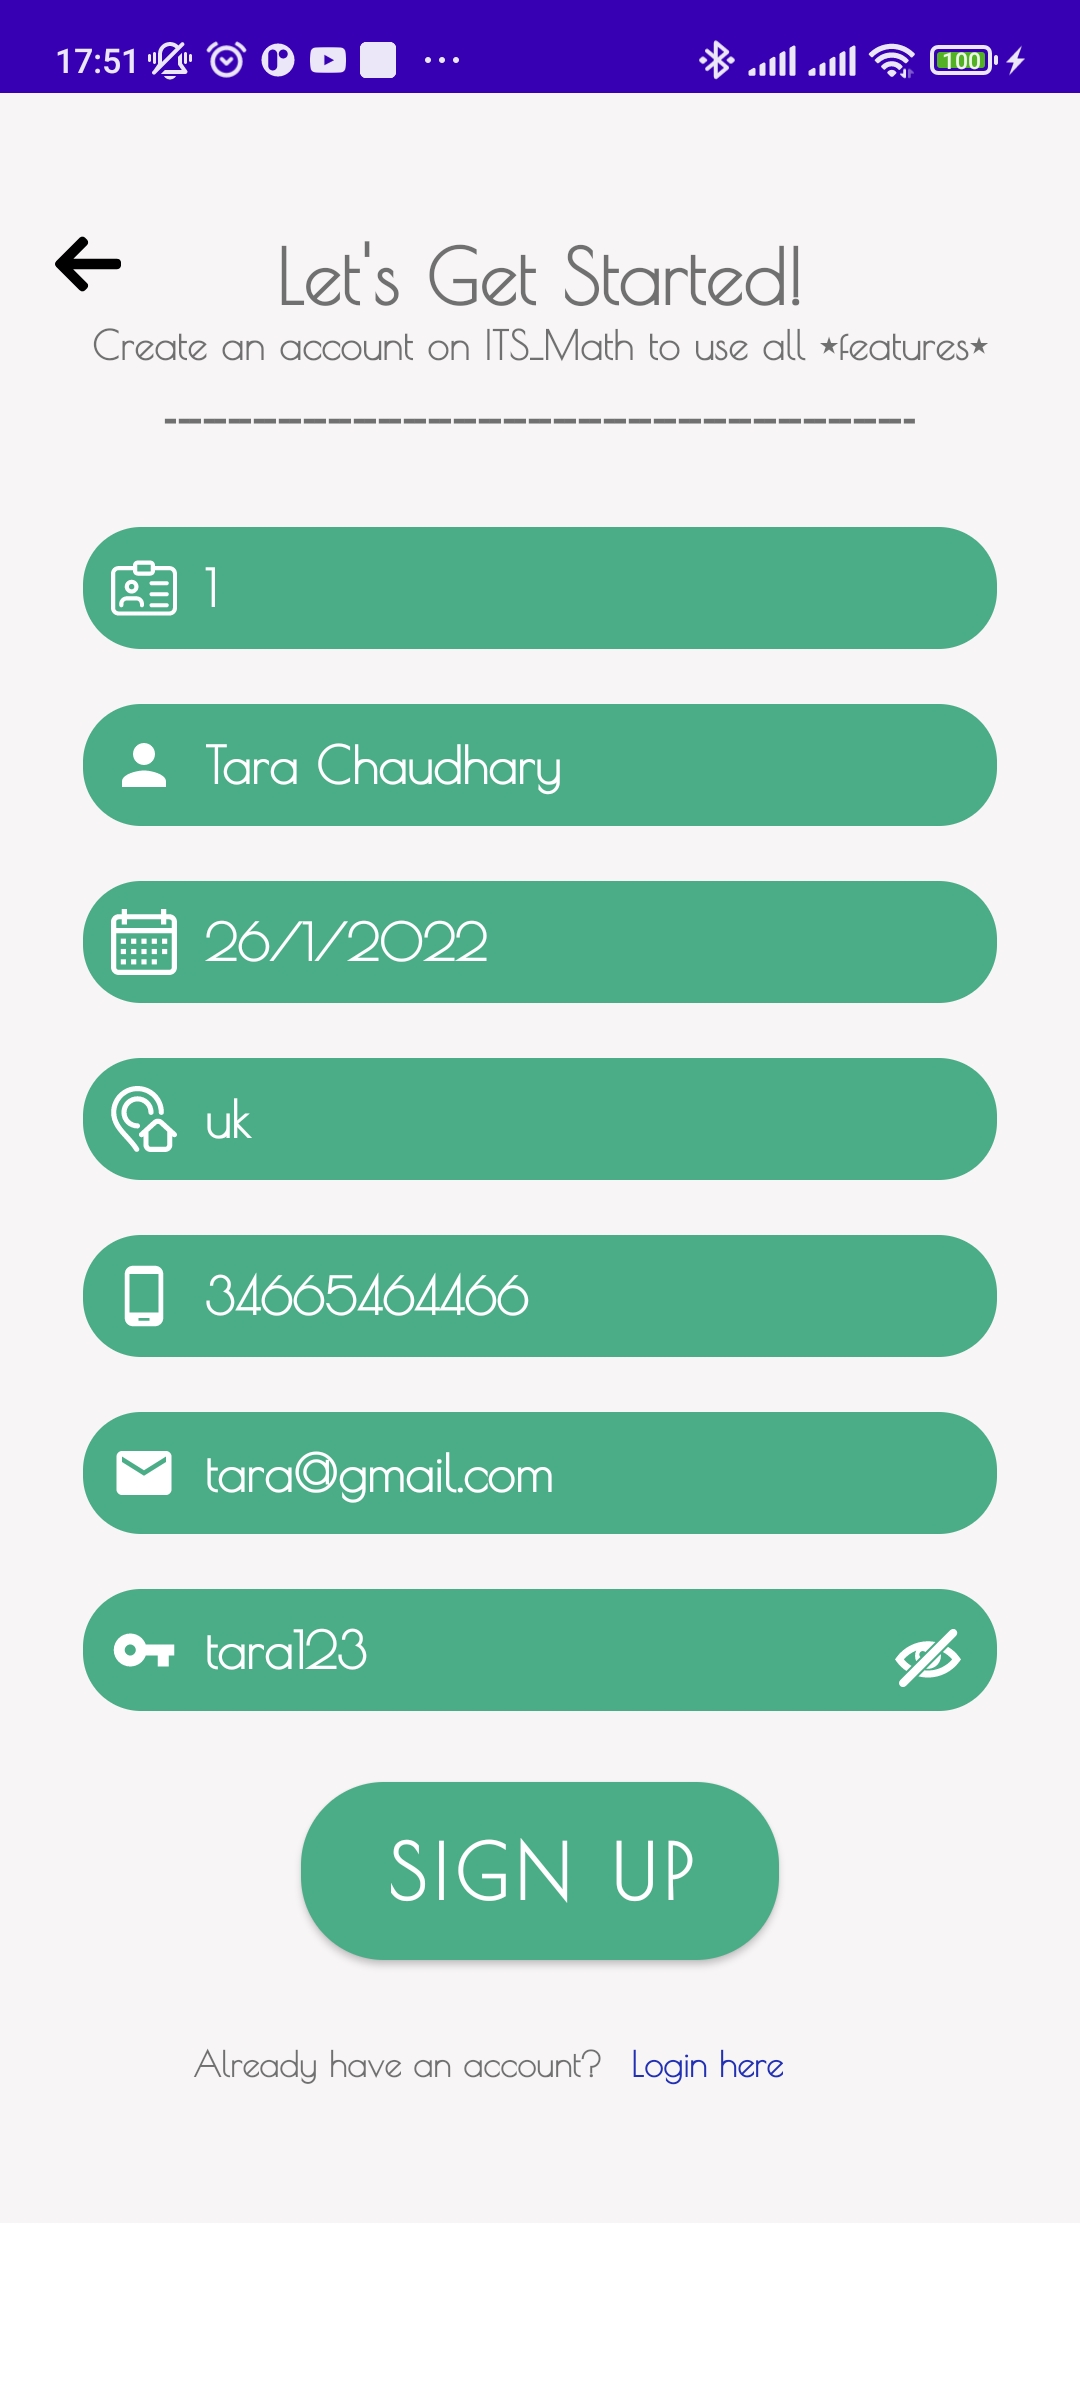 17:51
100
Let's Get Started!
Create an account on ITS_Math to use all ★features★
1
Tara Chaudhary
26/1/2022
uk
34665464466
tara@gmail.com
tara123
SIGN UP
Already have an account? Login here